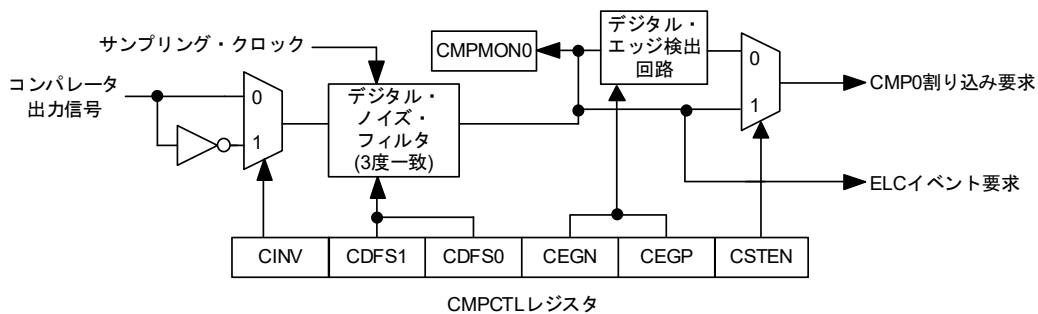 サンプリング・クロック
コンパレータ
出力信号
0
1
デジタル・
ノイズ・
フィルタ
(3度一致)
CMPMON0
デジタル・
エッジ検出
回路
0
1
CMP0割り込み要求
ELCイベント要求
CINV
CDFS1
CDFS0
CEGN
CEGP
CSTEN
CMPCTLレジスタ